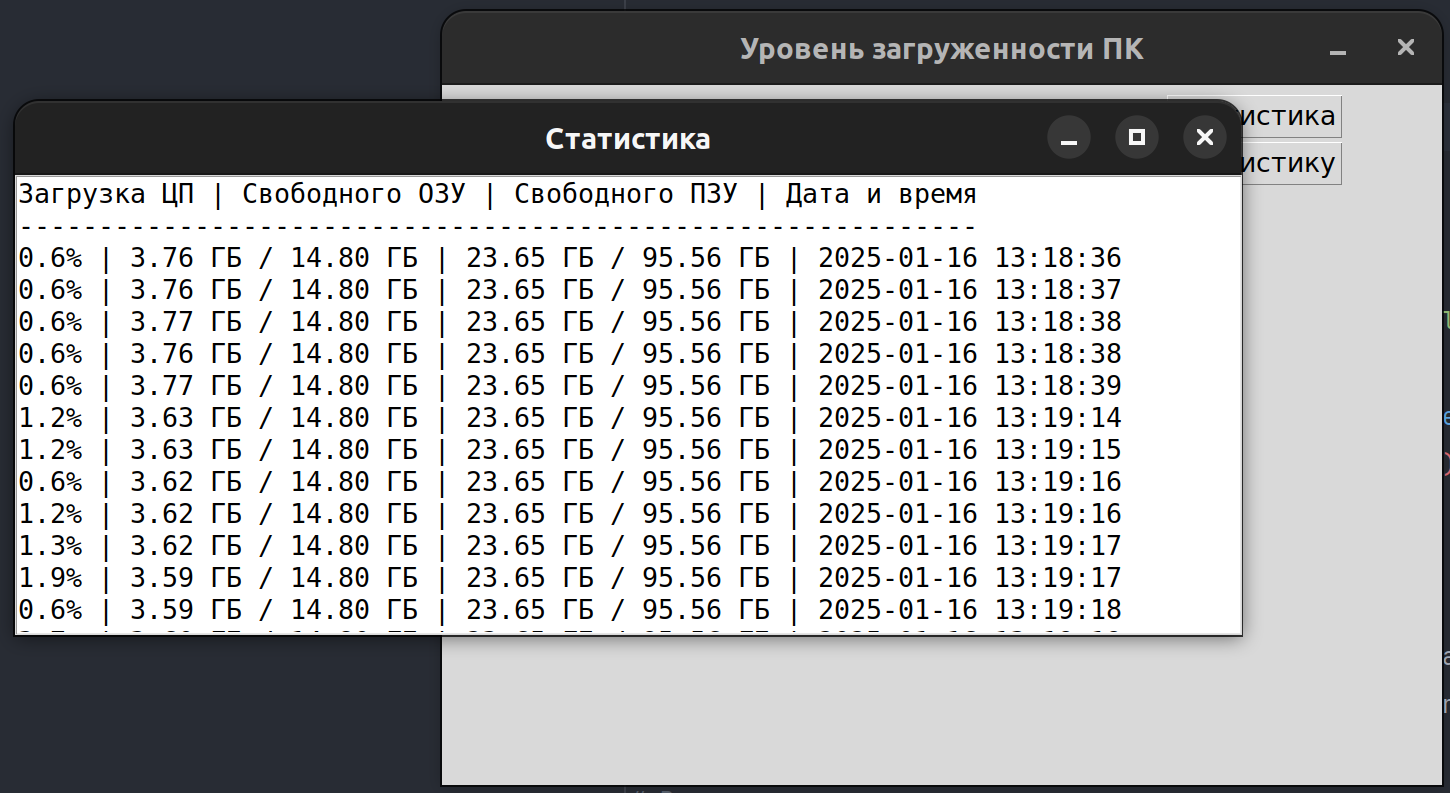 Уровень загруженности ПК
истика
истику
Статистика
Загрузка ЦП | Свободного ОЗУ | Свободного ПЗУ | Дата и время
------------------------------------------------------------
0.6% | 3.76 ГБ / 14.80 ГБ | 23.65 ГБ / 95.56 ГБ | 2025-01-16 13:18:36
0.6% | 3.76 ГБ / 14.80 ГБ | 23.65 ГБ / 95.56 ГБ | 2025-01-16 13:18:37
0.6% | 3.77 ГБ / 14.80 ГБ | 23.65 ГБ / 95.56 ГБ | 2025-01-16 13:18:38
0.6% | 3.76 ГБ / 14.80 ГБ | 23.65 ГБ / 95.56 ГБ | 2025-01-16 13:18:38
0.6% | 3.77 ГБ / 14.80 ГБ | 23.65 ГБ / 95.56 ГБ | 2025-01-16 13:18:39
1.2% | 3.63 ГБ / 14.80 ГБ | 23.65 ГБ / 95.56 ГБ | 2025-01-16 13:19:14
1.2% | 3.63 ГБ / 14.80 ГБ | 23.65 ГБ / 95.56 ГБ | 2025-01-16 13:19:15
0.6% | 3.62 ГБ / 14.80 ГБ | 23.65 ГБ / 95.56 ГБ | 2025-01-16 13:19:16
1.2% | 3.62 ГБ / 14.80 ГБ | 23.65 ГБ / 95.56 ГБ | 2025-01-16 13:19:16
1.3% | 3.62 ГБ / 14.80 ГБ | 23.65 ГБ / 95.56 ГБ | 2025-01-16 13:19:17
1.9% | 3.59 ГБ / 14.80 ГБ | 23.65 ГБ / 95.56 ГБ | 2025-01-16 13:19:17
0.6% | 3.59 ГБ / 14.80 ГБ | 23.65 ГБ / 95.56 ГБ | 2025-01-16 13:19:18